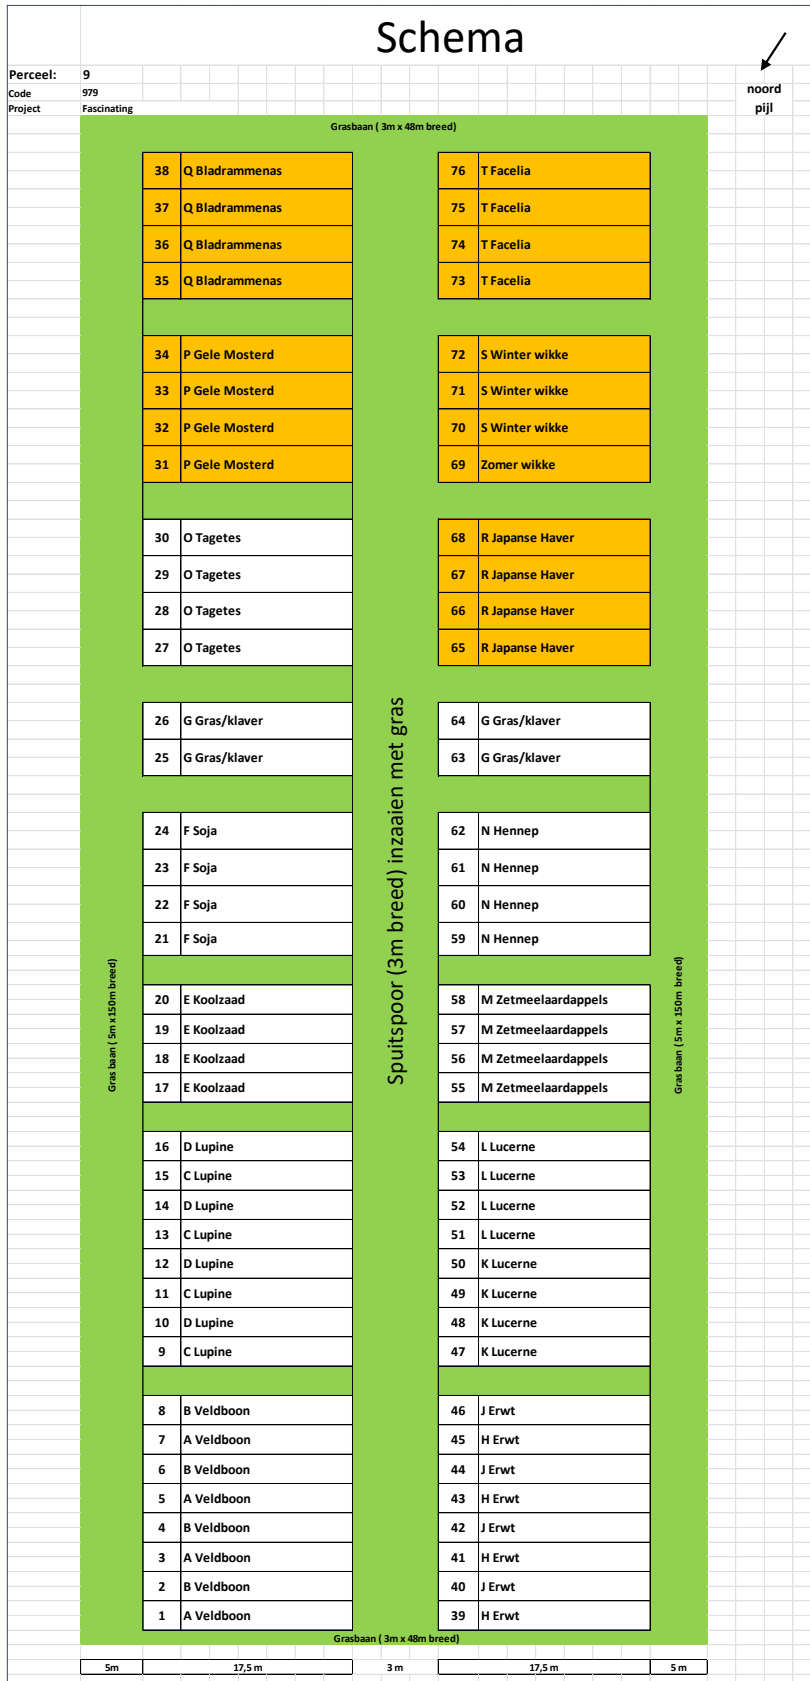 Schema
Perceel: 9
Code 979
Project Fascinating
noord
pijl
Grasbaan ( 3m x 48m breed)
38 Q Bladrammenas 76 T Facelia
37 Q Bladrammenas 75 T Facelia
36 Q Bladrammenas 74 T Facelia
35 Q Bladrammenas 73 T Facelia
34 P Gele Mosterd 72 S Winter wikke
33 P Gele Mosterd 71 S Winter wikke
32 P Gele Mosterd 70 S Winter wikke
31 P Gele Mosterd 69 Zomer wikke
30 O Tagetes 68 R Japanse Haver
29 O Tagetes 67 R Japanse Haver
28 O Tagetes 66 R Japanse Haver
27 O Tagetes 65 R Japanse Haver
26 G Gras/klaver 64 G Gras/klaver
25 G Gras/klaver 63 G Gras/klaver
24 F Soja 62 N Hennep
23 F Soja 61 N Hennep
22 F Soja 60 N Hennep
21 F Soja 59 N Hennep
20 E Koolzaad 58 M Zetmeelaardappels
19 E Koolzaad 57 M Zetmeelaardappels
18 E Koolzaad 56 M Zetmeelaardappels
17 E Koolzaad 55 M Zetmeelaardappels
16 D Lupine 54 L Lucerne
15 C Lupine 53 L Lucerne
14 D Lupine 52 L Lucerne
13 C Lupine 51 L Lucerne
12 D Lupine 50 K Lucerne
11 C Lupine 49 K Lucerne
10 D Lupine 48 K Lucerne
9 C Lupine 47 K Lucerne
8 B Veldboon 46 J Erwt
7 A Veldboon 45 H Erwt
6 B Veldboon 44 J Erwt
5 A Veldboon 43 H Erwt
4 B Veldboon 42 J Erwt
3 A Veldboon 41 H Erwt
2 B Veldboon 40 J Erwt
1 A Veldboon 39 H Erwt
Gras baan ( 5m x 150m breed)
Spuitspoor (3m breed) inzaaien met gras
Gras baan ( 5m x 150m breed)
Grasbaan ( 3m x 48m breed)
5m 17,5 m 3 m 17,5 m 5 m